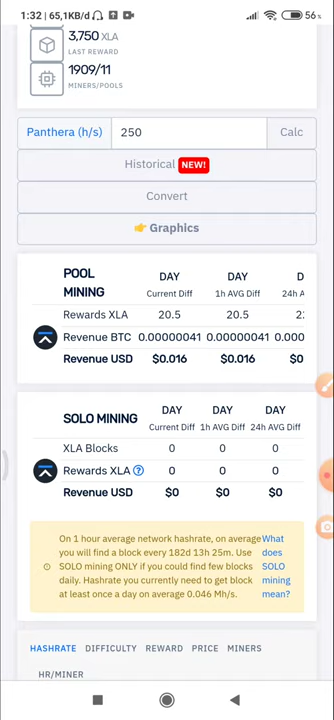 1:32 | 65,1KB/d
56%
3,750 XLA
LAST REWARD
1909/11
MINERS/POOLS
Panthera (h/s) 250 Calc
Historical NEW!
Convert
👉 Graphics
POOL MINING
DAY DAY D
Current Diff 1h AVG Diff 24h A
Rewards XLA 20.5 20.5 2
Revenue BTC 0.00000041 0.00000041 0.000
Revenue USD $0.016 $0.016 $0
SOLO MINING
DAY DAY DAY
Current Diff 1h AVG Diff 24h AVG Diff
XLA Blocks 0 0 0
Rewards XLA ? 0 0 0
Revenue USD $0 $0 $0
On 1 hour average network hashrate, on average
you will find a block every 182d 13h 25m. Use
SOLO mining ONLY if you could find few blocks
daily. Hashrate you currently need to get block
at least once a day on average 0.046 Mh/s.
What
does
SOLO
mining
mean?
HASHRATE DIFFICULTY REWARD PRICE MINERS
HR/MINER